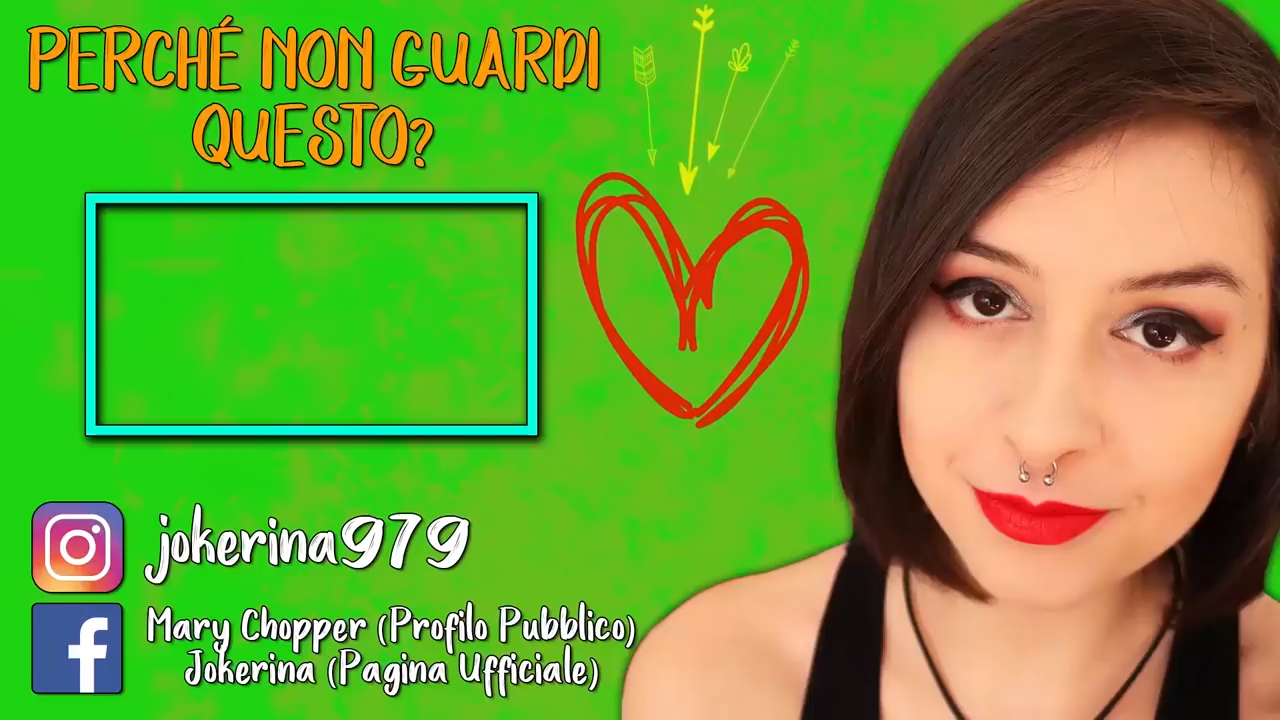 PERCHÉ NON GUARDI
QUESTO?
jokerina979
Mary Chopper (Profilo Pubblico)
Jokerina (Pagina Ufficiale)